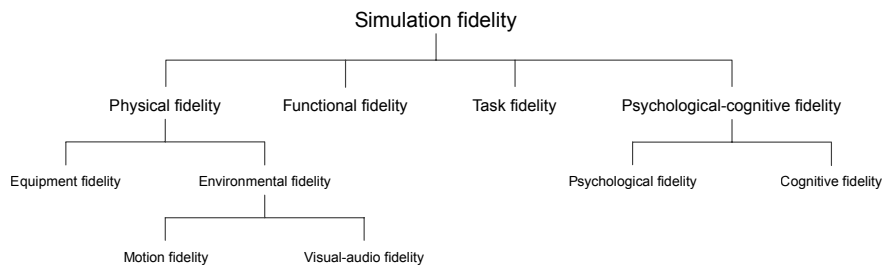 Simulation fidelity
Physical fidelity
Functional fidelity
Task fidelity
Psychological-cognitive fidelity
Equipment fidelity
Environmental fidelity
Psychological fidelity
Cognitive fidelity
Motion fidelity
Visual-audio fidelity